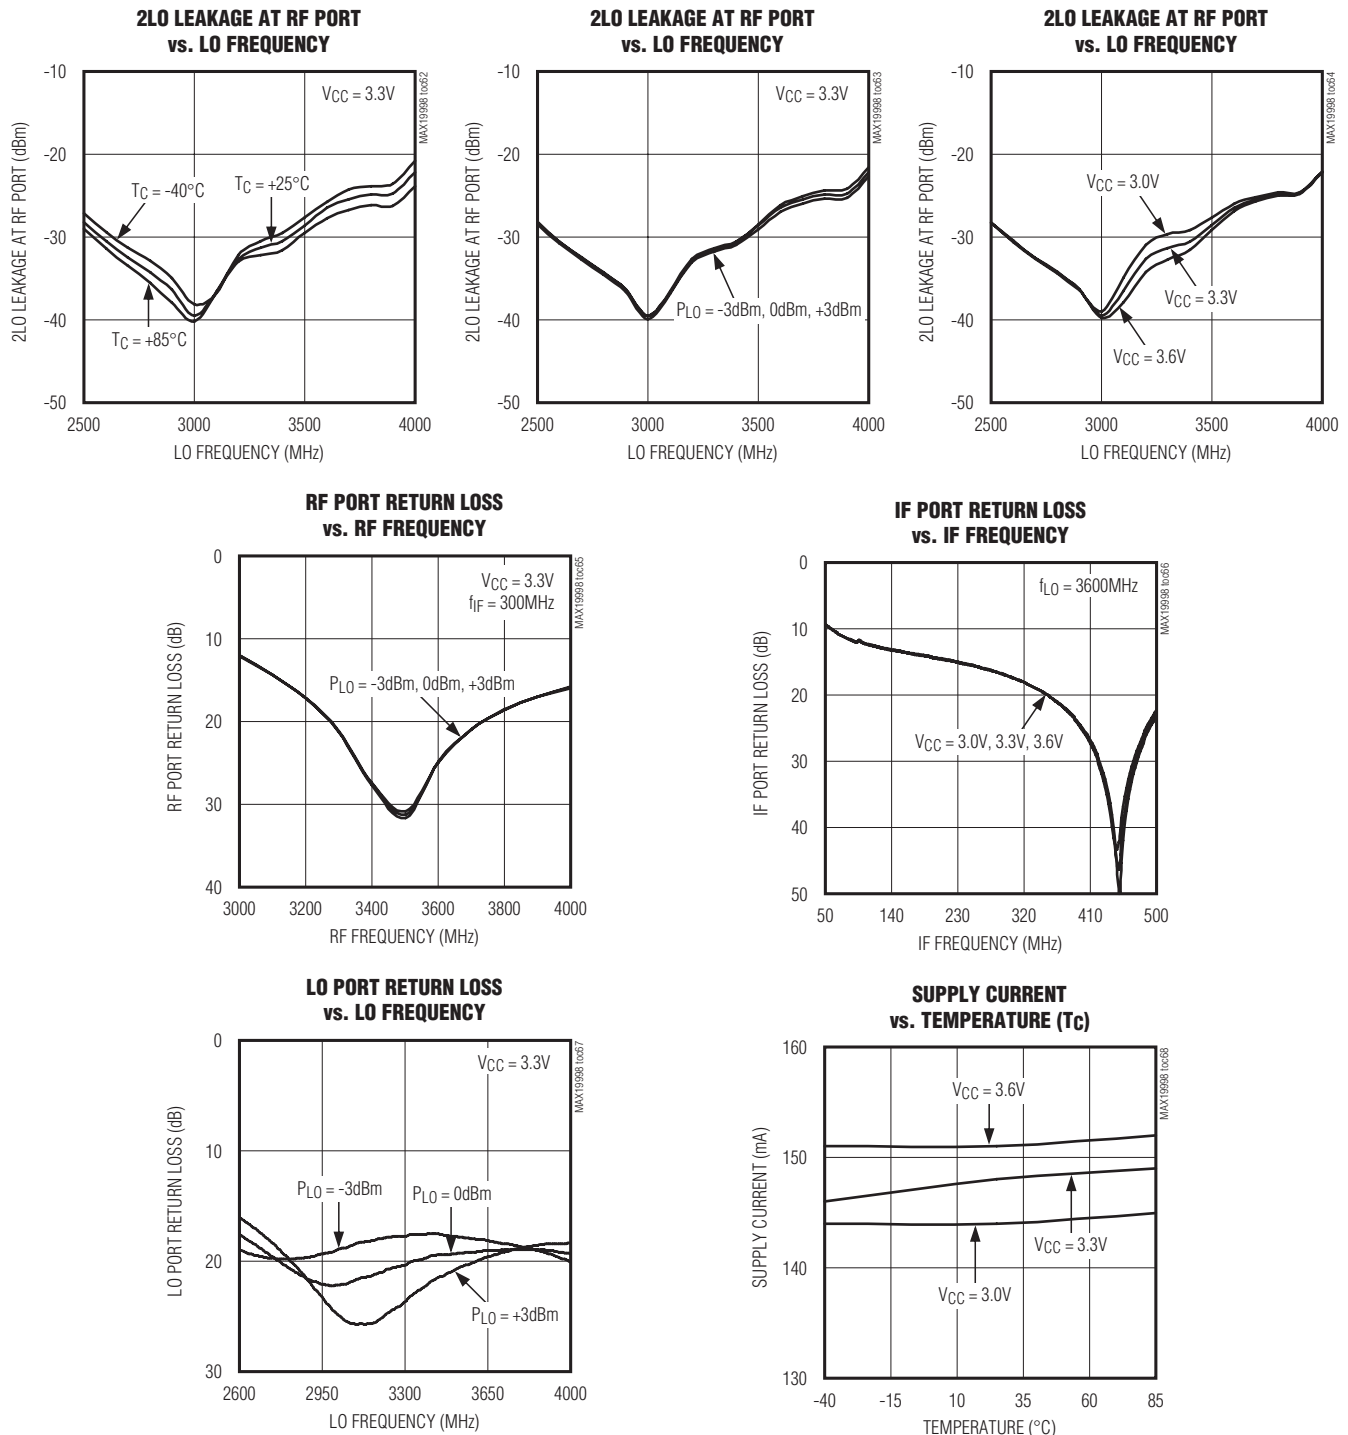 2LO LEAKAGE AT RF PORT
vs. LO FREQUENCY
-10
-20
-30
-40
-50
2LO LEAKAGE AT RF PORT (dBm)
VCC = 3.3V
TC = -40°C
TC = +25°C
TC = +85°C
MAX19998 toc62
2500
3000
3500
4000
LO FREQUENCY (MHz)
2LO LEAKAGE AT RF PORT
vs. LO FREQUENCY
-10
-20
-30
-40
-50
2LO LEAKAGE AT RF PORT (dBm)
VCC = 3.3V
PLO = -3dBm, 0dBm, +3dBm
MAX19998 toc63
2500
3000
3500
4000
LO FREQUENCY (MHz)
2LO LEAKAGE AT RF PORT
vs. LO FREQUENCY
-10
-20
-30
-40
-50
2LO LEAKAGE AT RF PORT (dBm)
VCC = 3.0V
VCC = 3.3V
VCC = 3.6V
MAX19998 toc64
2500
3000
3500
4000
LO FREQUENCY (MHz)
RF PORT RETURN LOSS
vs. RF FREQUENCY
0
10
20
30
40
RF PORT RETURN LOSS (dB)
VCC = 3.3V
fIF = 300MHz
PLO = -3dBm, 0dBm, +3dBm
MAX19998 toc65
3000
3200
3400
3600
3800
4000
RF FREQUENCY (MHz)
IF PORT RETURN LOSS
vs. IF FREQUENCY
0
10
20
30
40
50
IF PORT RETURN LOSS (dB)
fLO = 3600MHz
VCC = 3.0V, 3.3V, 3.6V
MAX19998 toc66
50
140
230
320
410
500
IF FREQUENCY (MHz)
LO PORT RETURN LOSS
vs. LO FREQUENCY
0
10
20
30
LO PORT RETURN LOSS (dB)
VCC = 3.3V
PLO = -3dBm
PLO = 0dBm
PLO = +3dBm
MAX19998 toc67
2600
2950
3300
3650
4000
LO FREQUENCY (MHz)
SUPPLY CURRENT
vs. TEMPERATURE (TC)
160
150
140
130
SUPPLY CURRENT (mA)
VCC = 3.6V
VCC = 3.3V
VCC = 3.0V
MAX19998 toc68
-40
-15
10
35
60
85
TEMPERATURE (°C)